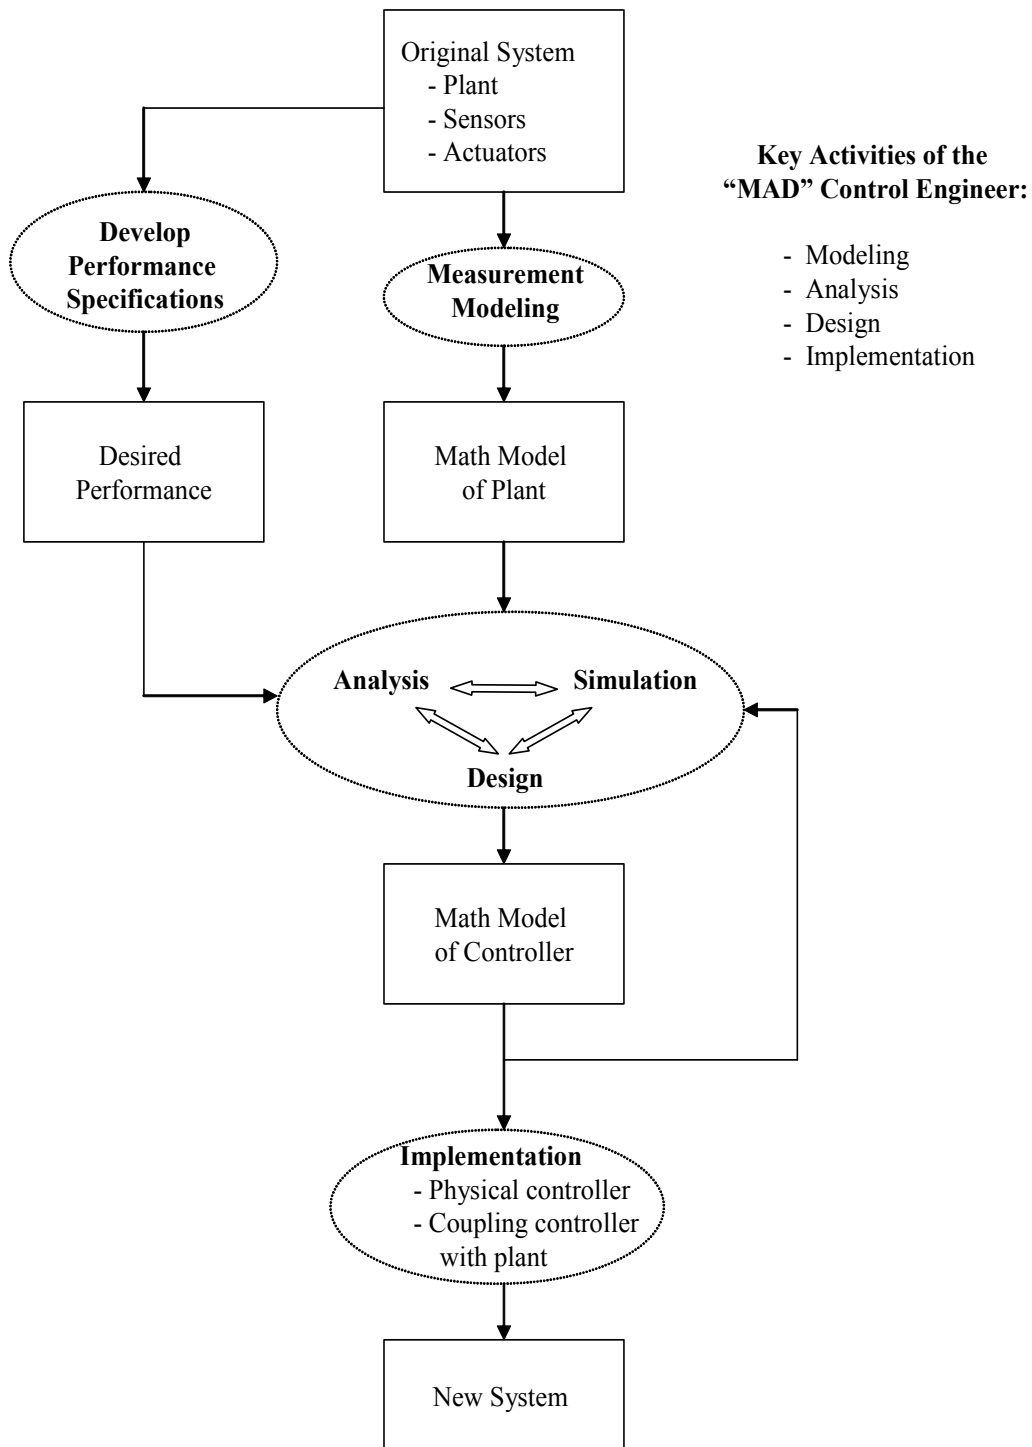 Original System
- Plant
- Sensors
- Actuators
Key Activities of the
“MAD” Control Engineer:
- Modeling
- Analysis
- Design
- Implementation
Develop
Performance
Specifications
Measurement
Modeling
Desired
Performance
Math Model
of Plant
Analysis
Simulation
Design
Math Model
of Controller
Implementation
- Physical controller
- Coupling controller
with plant
New System